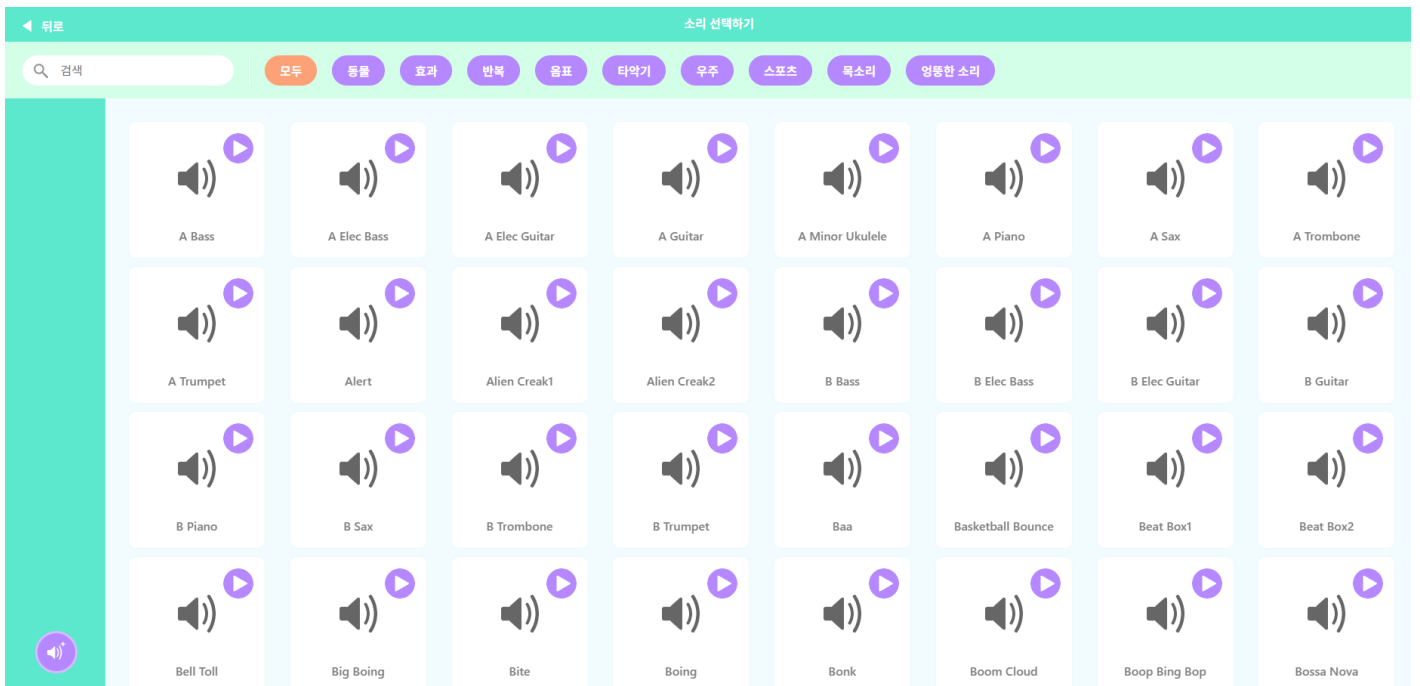 뒤로
소리 선택하기
검색
모두 동물 효과 반복 음표 타악기 우주 스포츠 목소리 엉뚱한 소리
A Bass A Elec Bass A Elec Guitar A Guitar A Minor Ukulele A Piano A Sax A Trombone
A Trumpet Alert Alien Creak1 Alien Creak2 B Bass B Elec Bass B Elec Guitar B Guitar
B Piano B Sax B Trombone B Trumpet Baa Basketball Bounce Beat Box1 Beat Box2
Bell Toll Big Boing Bite Boing Bonk Boom Cloud Boop Bing Bop Bossa Nova